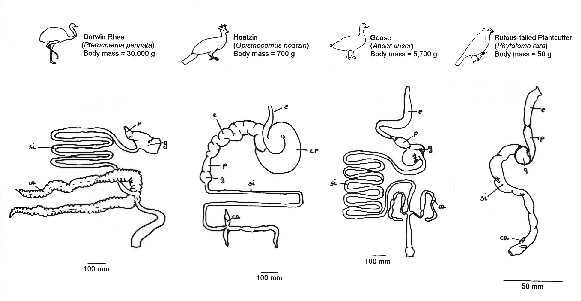 Darwin Rhea
(Pterocnemia pennata)
Body mass = 30,000 g
Hoatzin
(Opisthocomus hoazin)
Body mass = 700 g
Goose
(Anser anser)
Body mass = 5,700 g
Rufous-tailed Plantcutter
(Phytotoma rara)
Body mass = 50 g
p
g
si
ca
e
e
cr
p
g
si
ca
e
p
g
si
ca
e
p
g
si
ca
100 mm
100 mm
100 mm
50 mm